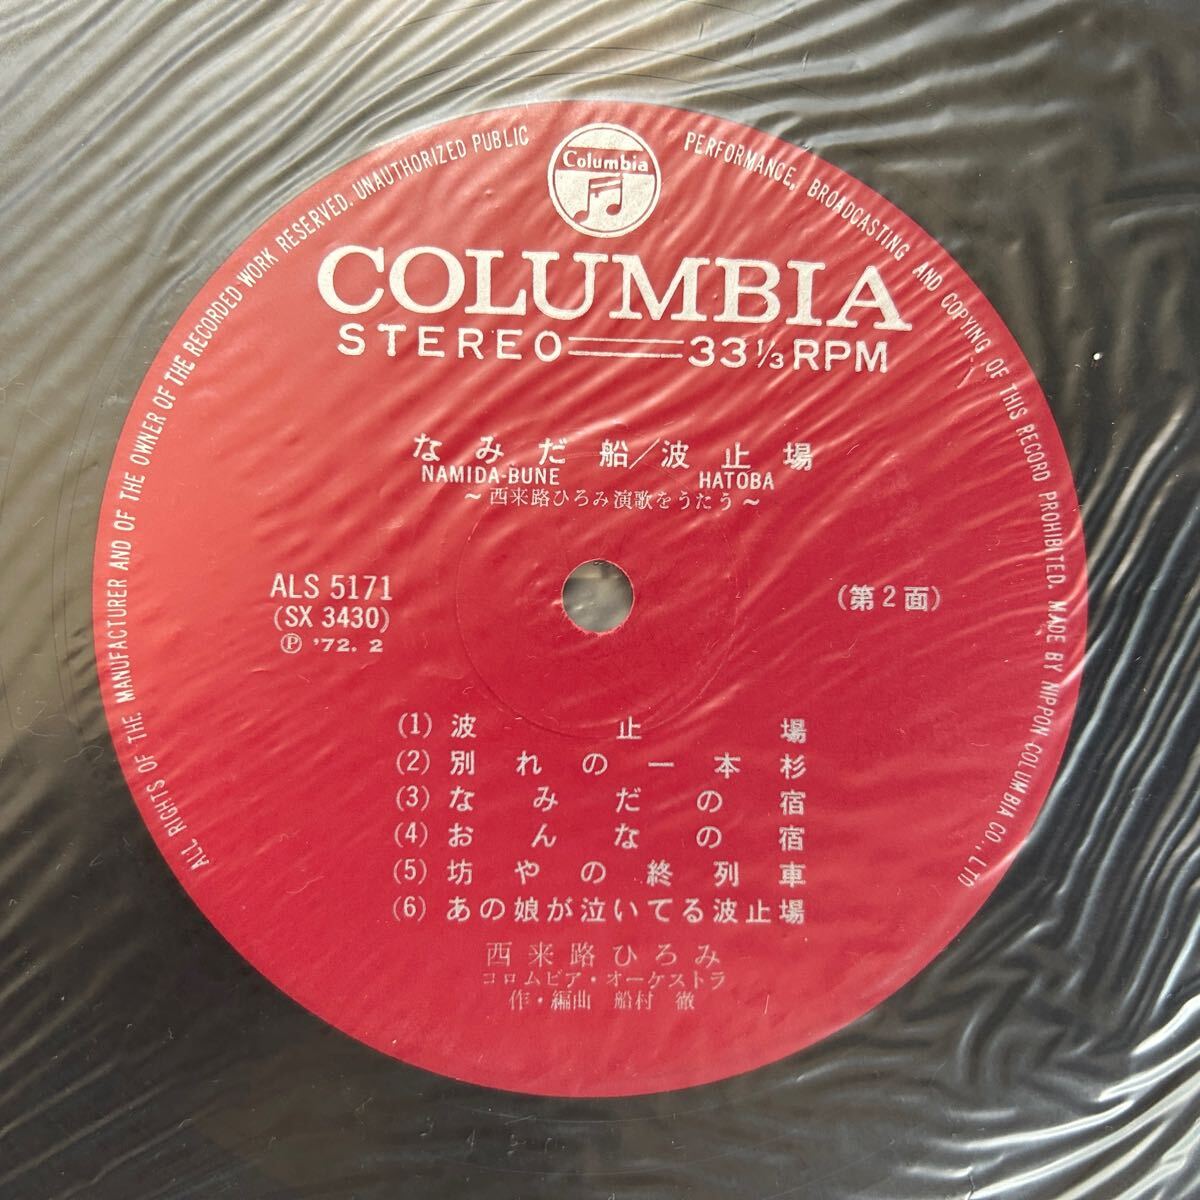 ALL RIGHTS OF THE MANUFACTURER AND OF THE OWNER OF THE RECORDED WORK RESERVED. UNAUTHORIZED PUBLIC PERFORMANCE, BROADCASTING AND COPYING OF THIS RECORD PROHIBITED. MADE BY NIPPON COLUMBIA CO., LTD
Columbia
COLUMBIA
STEREO 33 1/3 RPM
なみだ船/波止場
NAMIDA-BUNE HATOBA
～西来路ひろみ演歌をうたう～
ALS 5171
(SX 3430)
Ⓟ '72. 2
(第2面)
(1) 波止場
(2) 別れの一本杉
(3) なみだの宿
(4) おんなの宿
(5) 坊やの終列車
(6) あの娘が泣いてる波止場
西来路ひろみ
コロムビア・オーケストラ
作・編曲 船村 徹